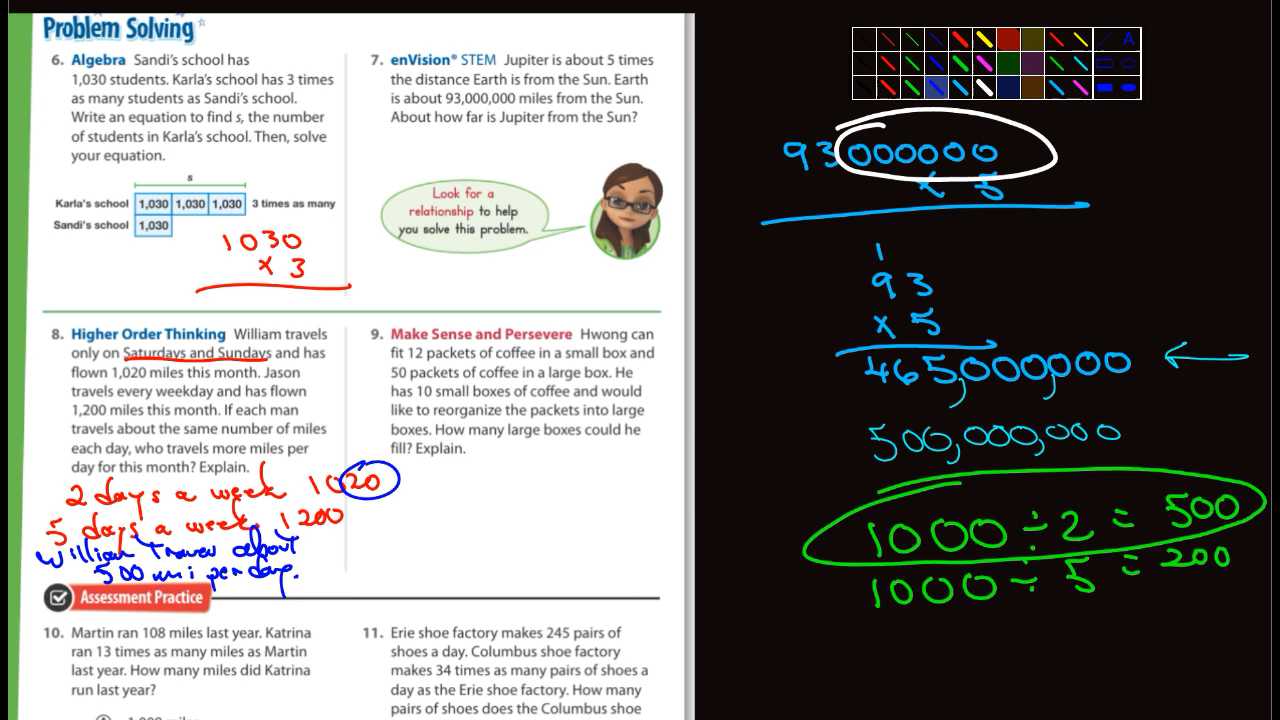 Problem Solving
6. Algebra Sandi's school has
1,030 students. Karla's school has 3 times
as many students as Sandi's school.
Write an equation to find s, the number
of students in Karla's school. Then, solve
your equation.
s
Karla's school 1,030 1,030 1,030 3 times as many
Sandi's school 1,030
1030
× 3
7. enVision® STEM Jupiter is about 5 times
the distance Earth is from the Sun. Earth
is about 93,000,000 miles from the Sun.
About how far is Jupiter from the Sun?
Look for a
relationship to help
you solve this problem.
8. Higher Order Thinking William travels
only on Saturdays and Sundays and has
flown 1,020 miles this month. Jason
travels every weekday and has flown
1,200 miles this month. If each man
travels about the same number of miles
each day, who travels more miles per
day for this month? Explain.
2 days a week 1020
5 days a week 1200
William travel about
500 mi per day.
9. Make Sense and Persevere Hwong can
fit 12 packets of coffee in a small box and
50 packets of coffee in a large box. He
has 10 small boxes of coffee and would
like to reorganize the packets into large
boxes. How many large boxes could he
fill? Explain.
Assessment Practice
10. Martin ran 108 miles last year. Katrina
ran 13 times as many miles as Martin
last year. How many miles did Katrina
run last year?
11. Erie shoe factory makes 245 pairs of
shoes a day. Columbus shoe factory
makes 34 times as many pairs of shoes a
day as the Erie shoe factory. How many
pairs of shoes does the Columbus shoe
A
93000000
× 5
1
93
× 5
465,000,000
500,000,000
1000 ÷ 2 = 500
1000 ÷ 5 = 200